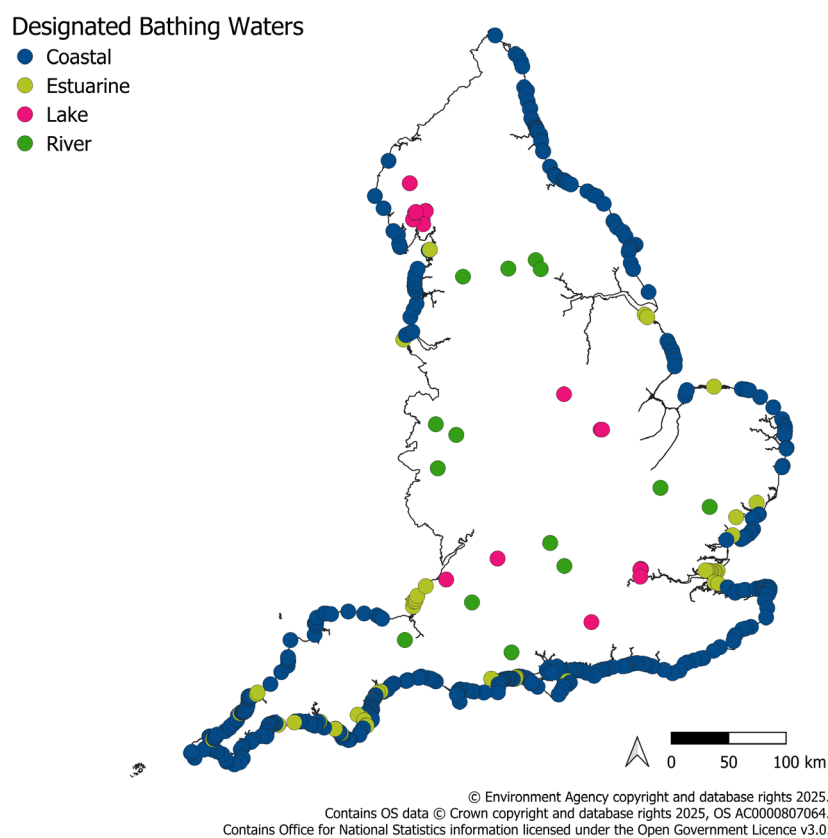 Designated Bathing Waters
Coastal
Estuarine
Lake
River
0 50 100 km
© Environment Agency copyright and database rights 2025.
Contains OS data © Crown copyright and database rights 2025, OS AC0000807064.
Contains Office for National Statistics information licensed under the Open Government Licence v3.0.